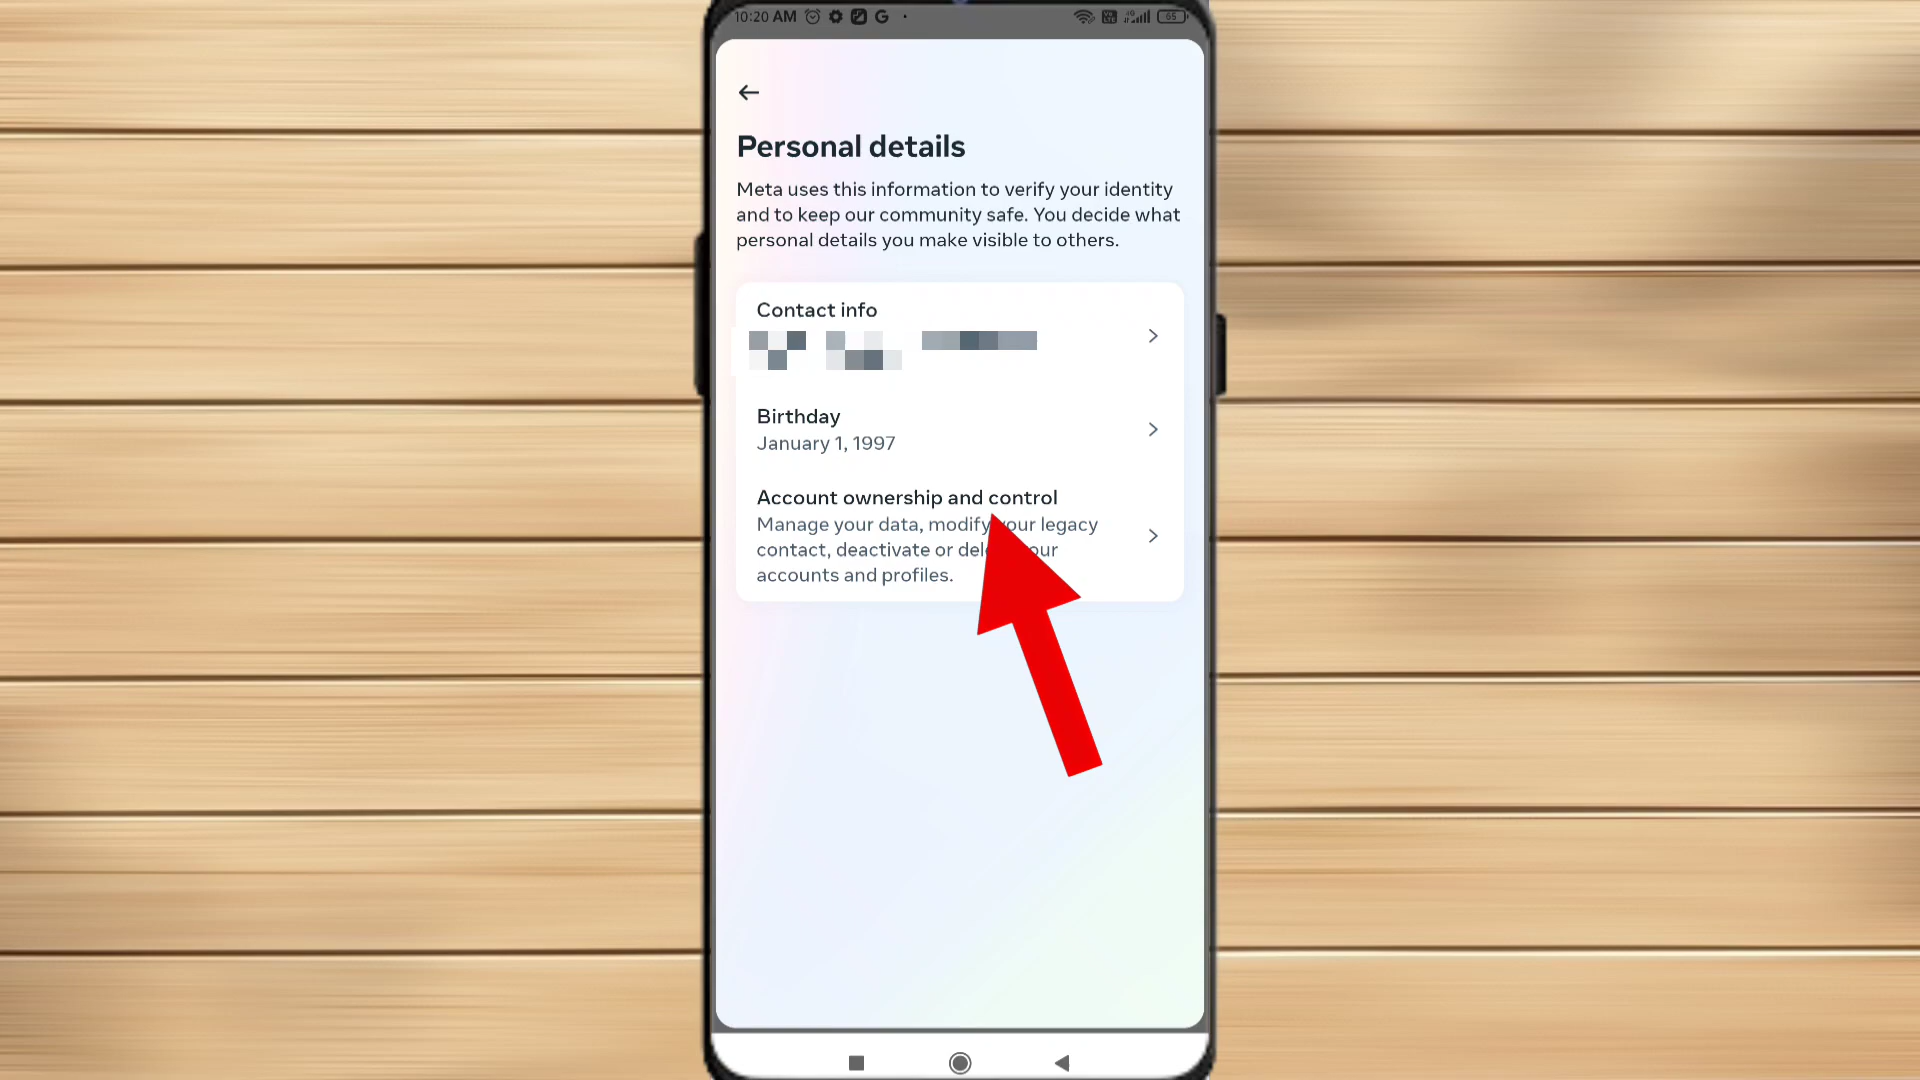 10:20 AM
65
Personal details
Meta uses this information to verify your identity
and to keep our community safe. You decide what
personal details you make visible to others.
Contact info
Birthday
January 1, 1997
Account ownership and control
Manage your data, modify your legacy
contact, deactivate or delete your
accounts and profiles.